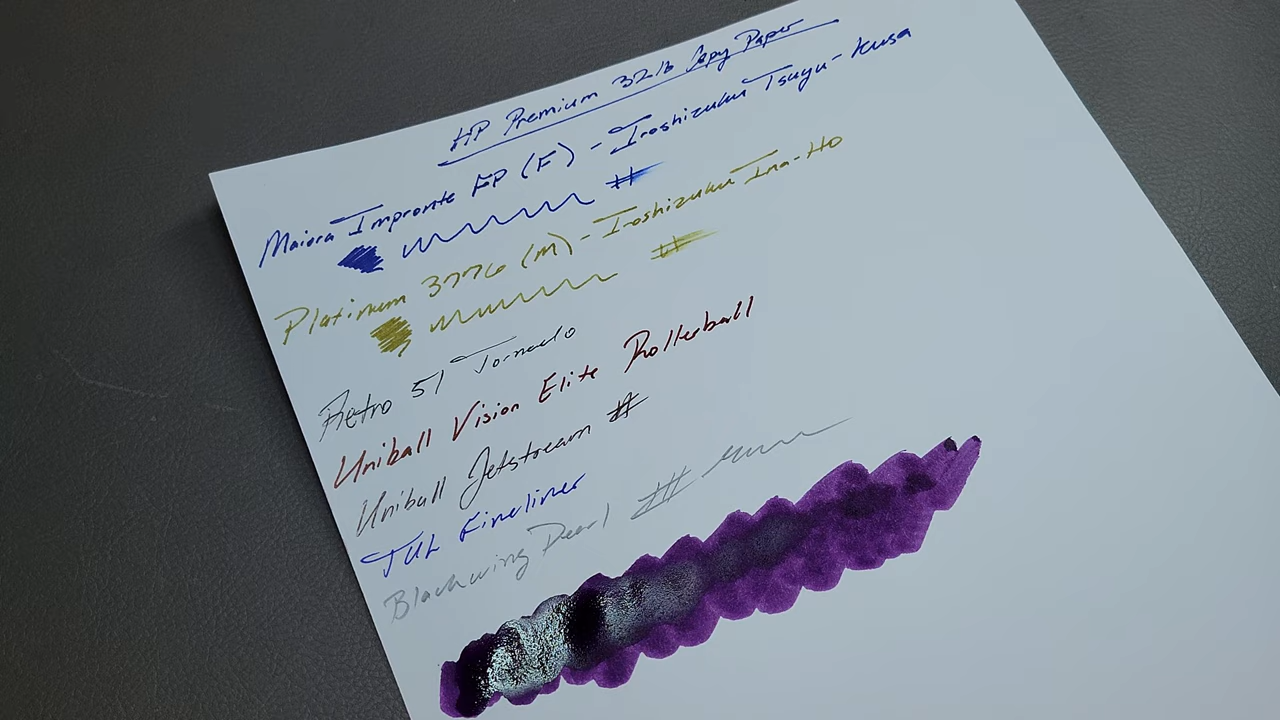 HP Premium 32lb Copy Paper
Maiora Impronte FP (F) - Iroshizuku Tsuyu-Kusa
#
Platinum 3776 (M) - Iroshizuku Ina-Ho
#
Retro 51 Tornado
Uniball Vision Elite Rollerball
Uniball Jetstream #
TUL Fineliner
Blackwing Pearl #